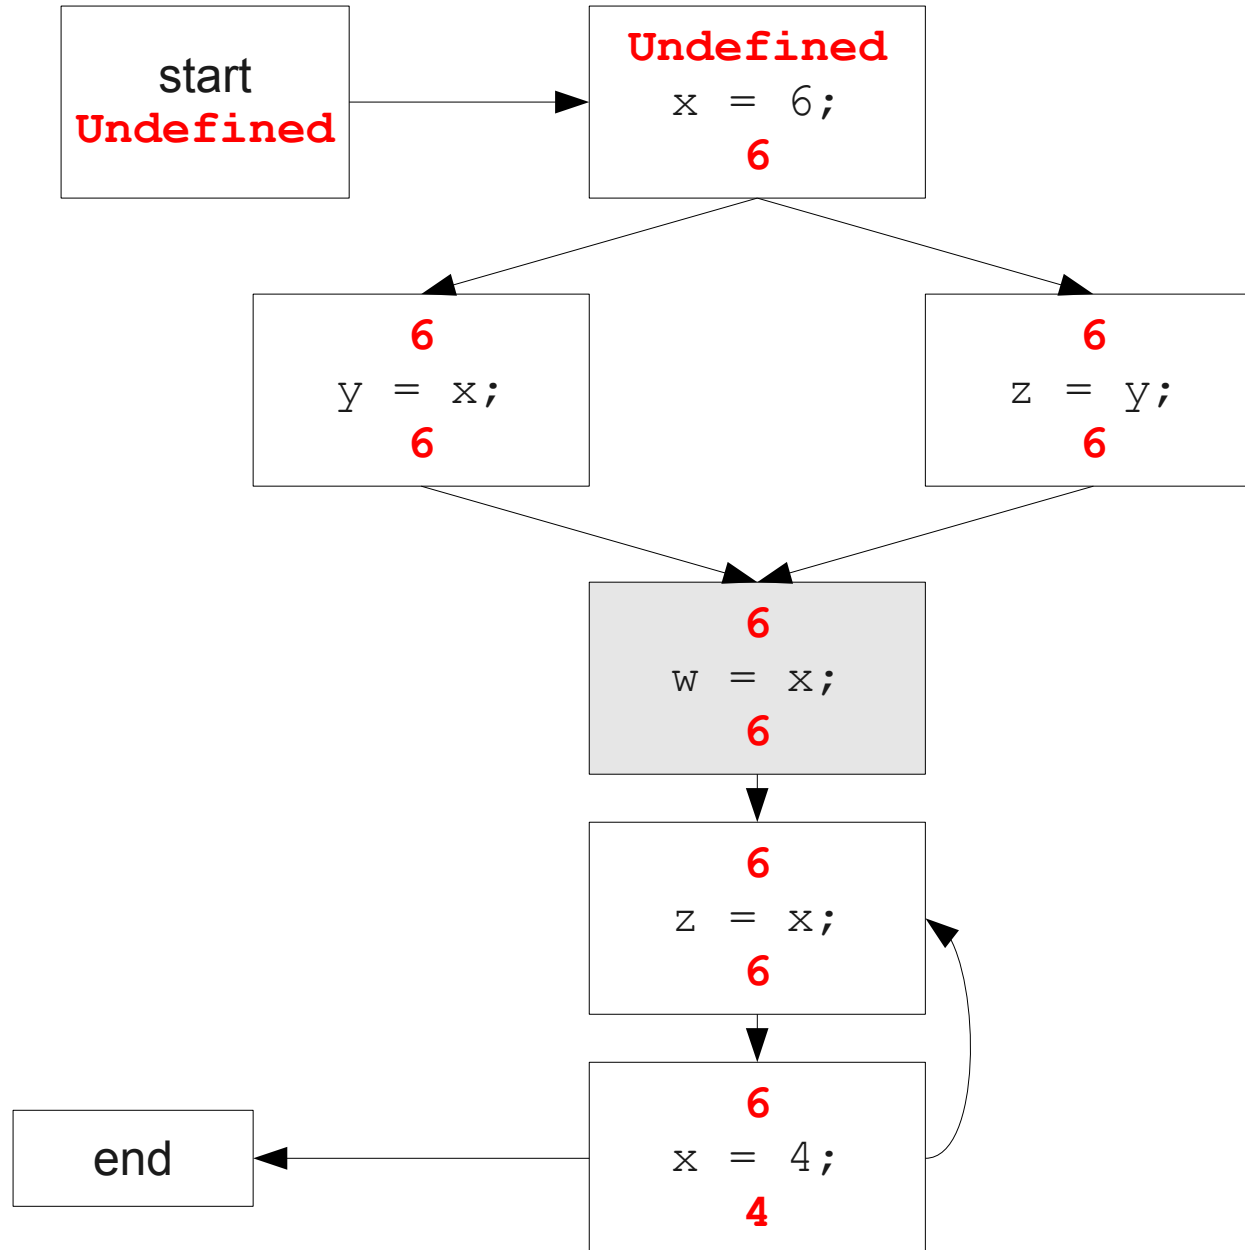 start
Undefined
Undefined
x = 6;
6
6
y = x;
6
6
z = y;
6
6
w = x;
6
6
z = x;
6
6
x = 4;
4
end